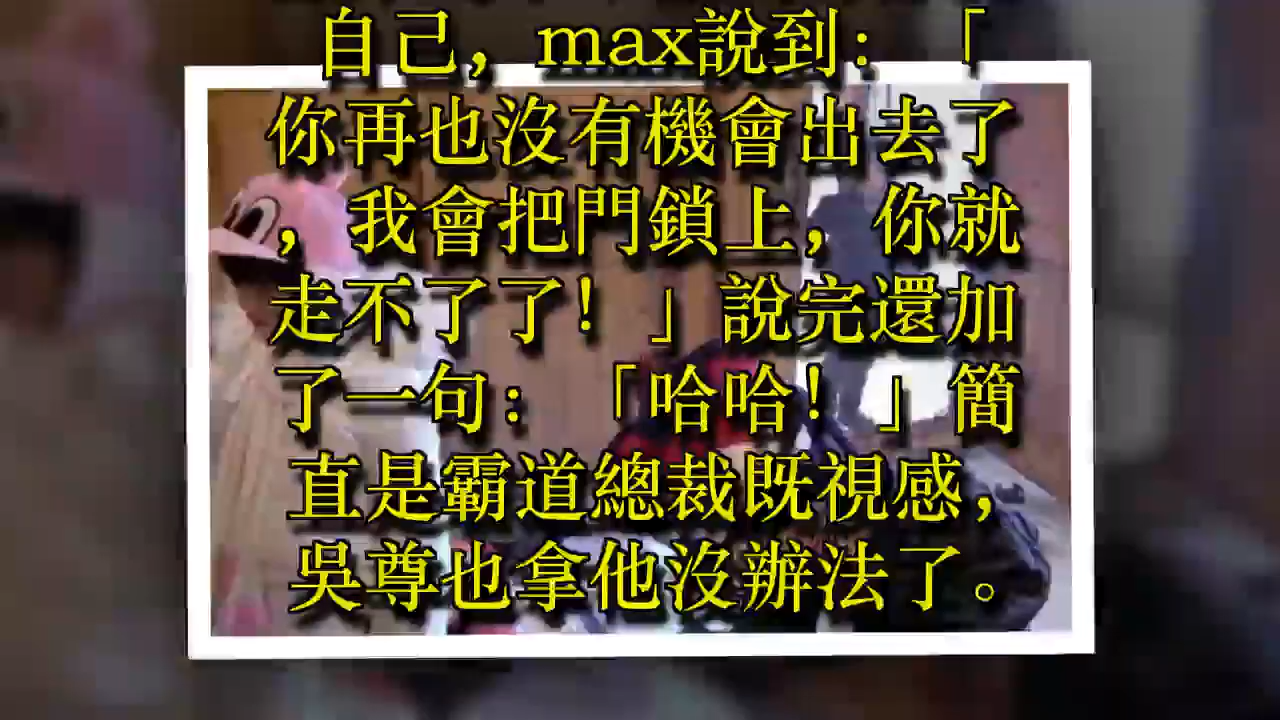 自己，max說到：「
你再也沒有機會出去了
，我會把門鎖上，你就
走不了了！」說完還加
了一句：「哈哈！」簡
直是霸道總裁既視感，
吳尊也拿他沒辦法了。